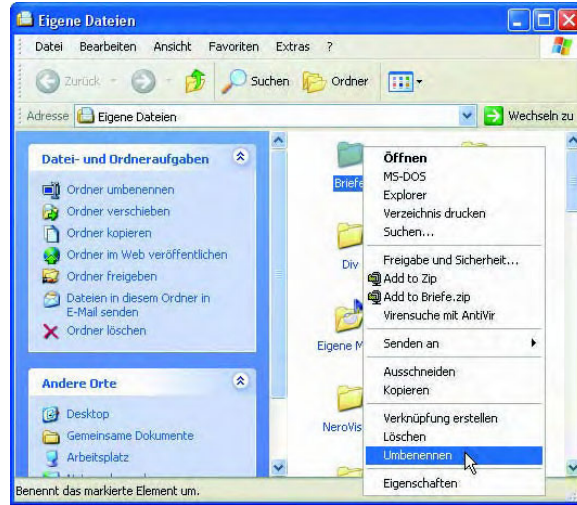 Eigene Dateien
Datei Bearbeiten Ansicht Favoriten Extras ?
Zurück Suchen Ordner
Adresse Eigene Dateien Wechseln zu
Datei- und Ordneraufgaben
Ordner umbenennen
Ordner verschieben
Ordner kopieren
Ordner im Web veröffentlichen
Ordner freigeben
Dateien in diesem Ordner in
E-Mail senden
Ordner löschen
Andere Orte
Desktop
Gemeinsame Dokumente
Arbeitsplatz
Briefe
Div
Eigene M
NeroVis
Öffnen
MS-DOS
Explorer
Verzeichnis drucken
Suchen...
Freigabe und Sicherheit...
Add to Zip
Add to Briefe.zip
Virensuche mit AntiVir
Senden an
Ausschneiden
Kopieren
Verknüpfung erstellen
Löschen
Umbenennen
Eigenschaften
Benennt das markierte Element um.